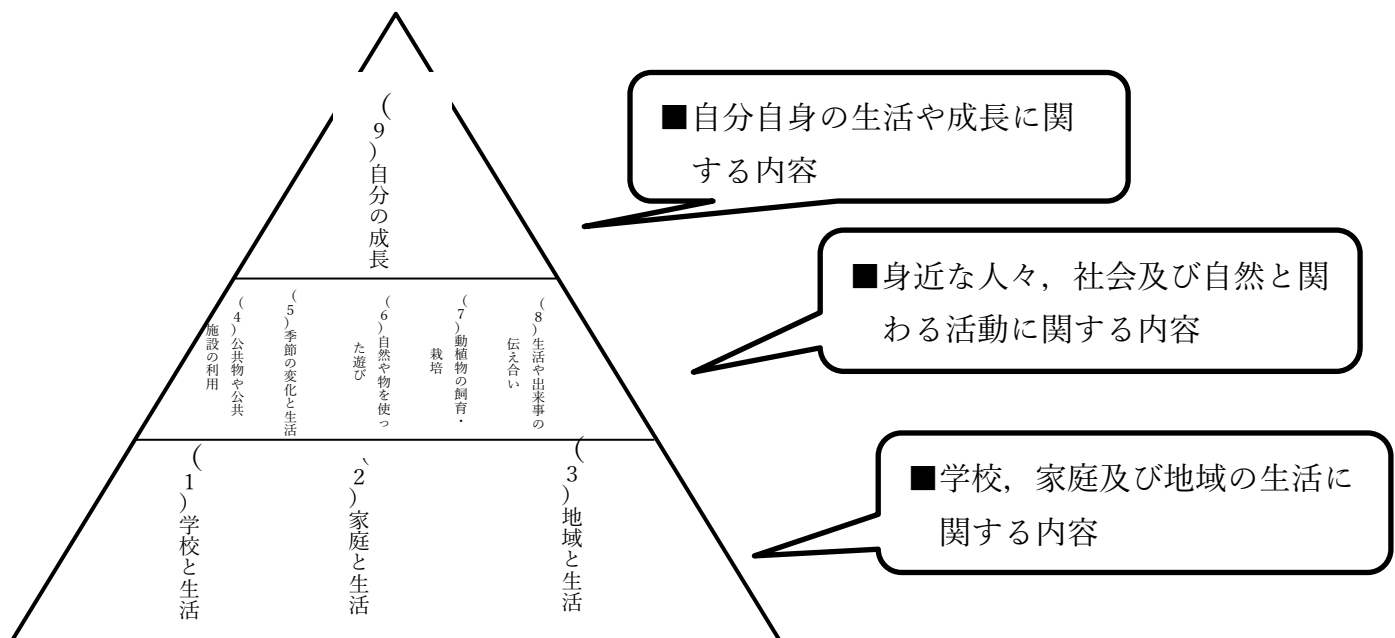 (9)自分の成長
■自分自身の生活や成長に関
する内容
(4)公共物や公共
施設の利用
(5)季節の変化と生活
(6)自然や物を使っ
た遊び
(7)動植物の飼育・
栽培
(8)生活や出来事の
伝え合い
■身近な人々，社会及び自然と関
わる活動に関する内容
(1)学校と生活
(2)家庭と生活
(3)地域と生活
■学校，家庭及び地域の生活に
関する内容